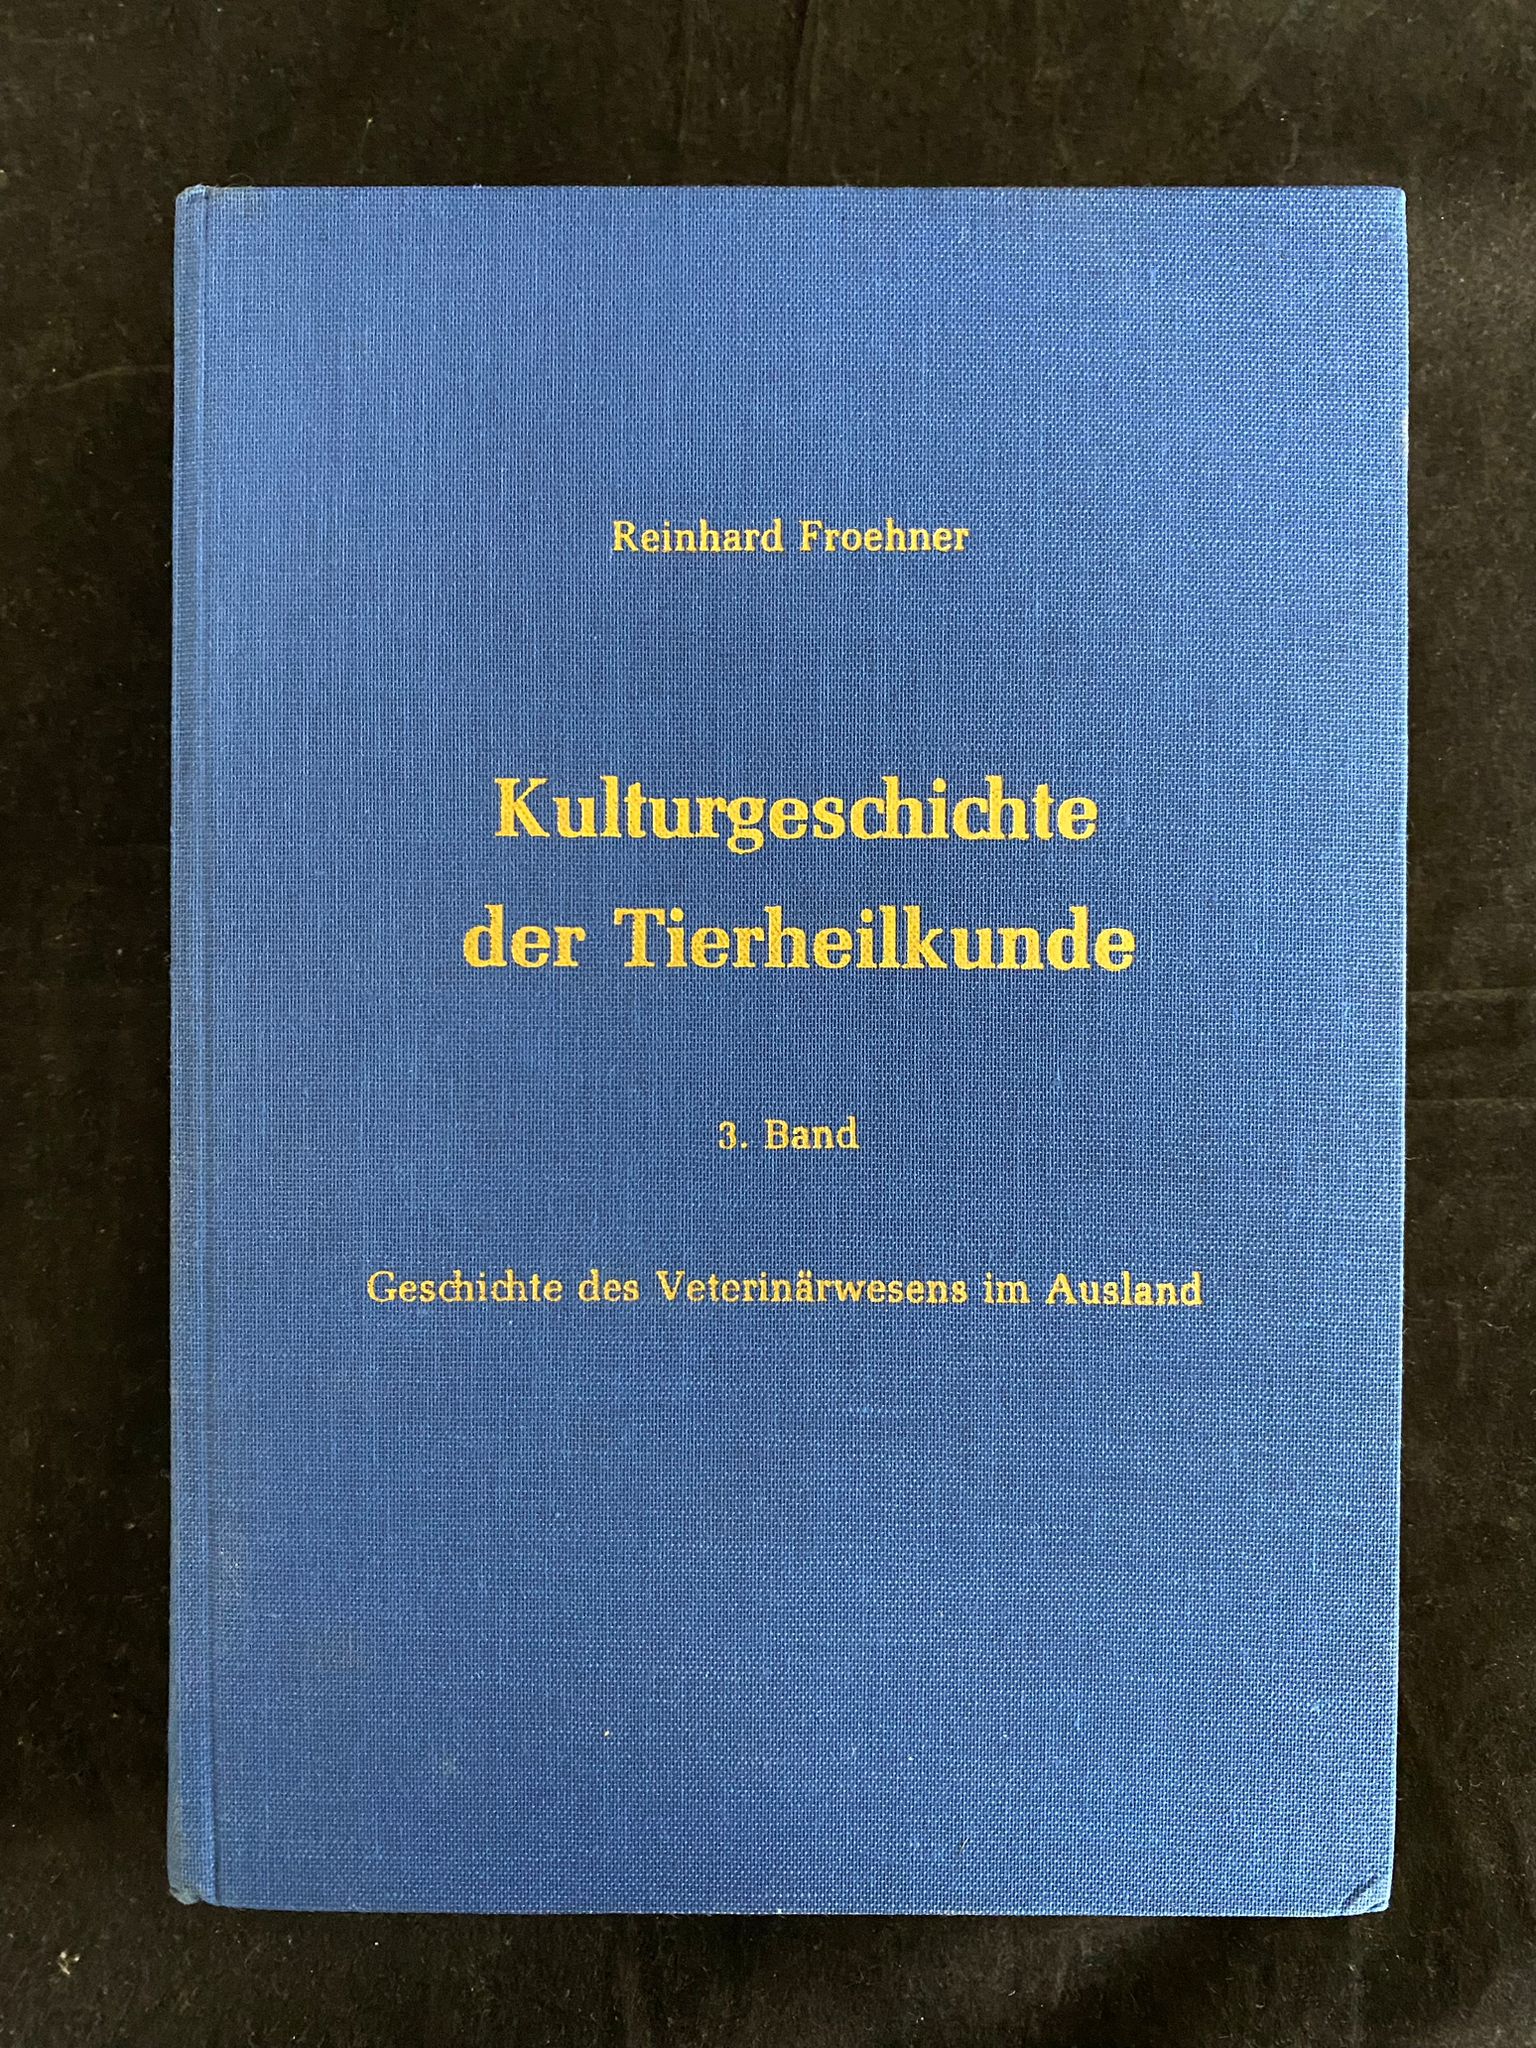 Reinhard Froehner
Kulturgeschichte
der Tierheilkunde
3. Band
Geschichte des Veterinärwesens im Ausland